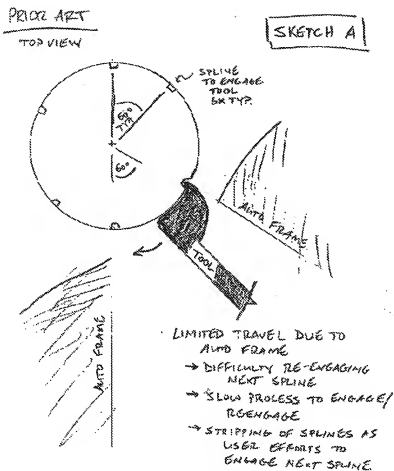 PRIOR ART
TOP VIEW
SKETCH A
SPLINE
TO ENGAGE
TOOL
6X TYP.
60°
TYP.
60°
AUTO FRAME
TOOL
AUTO FRAME
LIMITED TRAVEL DUE TO
AUTO FRAME
→ DIFFICULTY RE-ENGAGING
NEXT SPLINE
→ SLOW PROCESS TO ENGAGE/
REENGAGE
→ STRIPPING OF SPLINES AS
USER EFFORTS TO
ENGAGE NEXT SPLINE